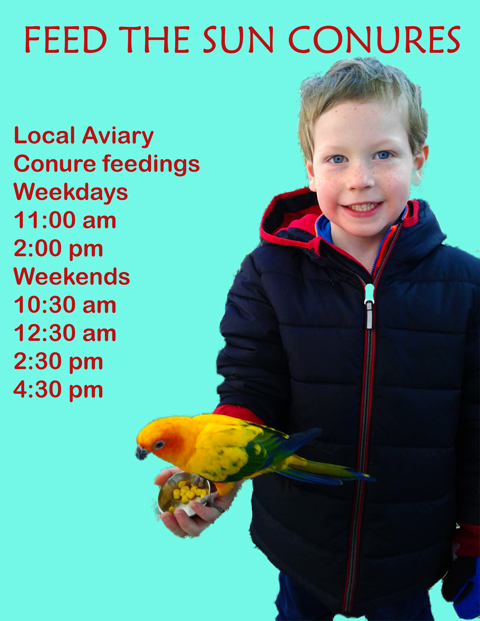 FEED THE SUN CONURES
Local Aviary
Conure feedings
Weekdays
11:00 am
2:00 pm
Weekends
10:30 am
12:30 am
2:30 pm
4:30 pm